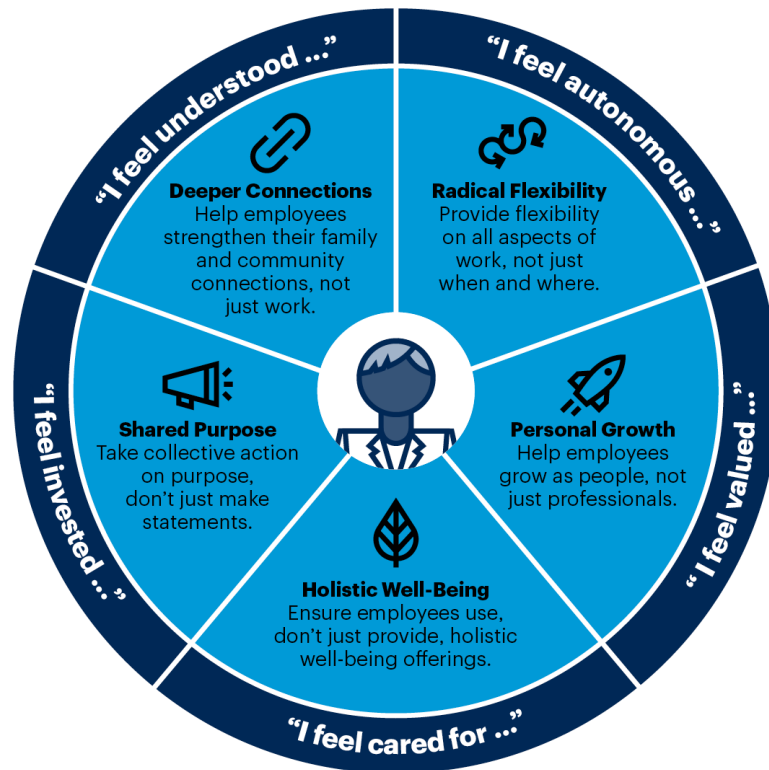 “I feel understood ...”
Deeper Connections
Help employees
strengthen their family
and community
connections, not
just work.
“I feel autonomous ...”
Radical Flexibility
Provide flexibility
on all aspects of
work, not just
when and where.
“I feel valued ...”
Personal Growth
Help employees
grow as people, not
just professionals.
“I feel cared for ...”
Holistic Well-Being
Ensure employees use,
don’t just provide, holistic
well-being offerings.
“I feel invested ...”
Shared Purpose
Take collective action
on purpose,
don’t just make
statements.